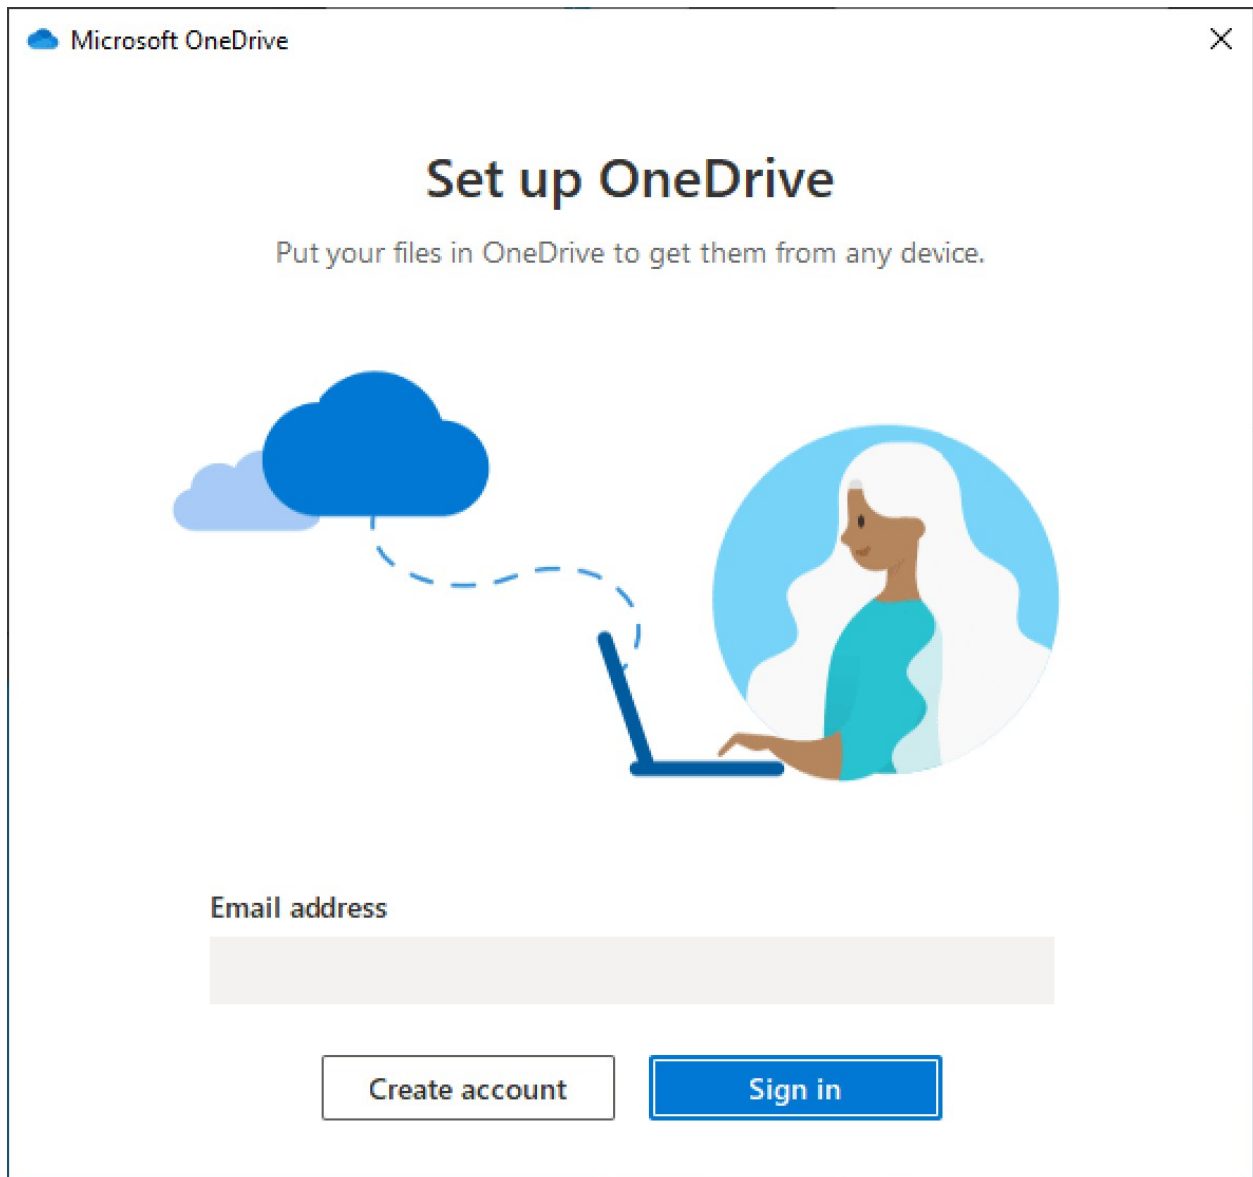 Microsoft OneDrive
Set up OneDrive
Put your files in OneDrive to get them from any device.
Email address
Create account
Sign in